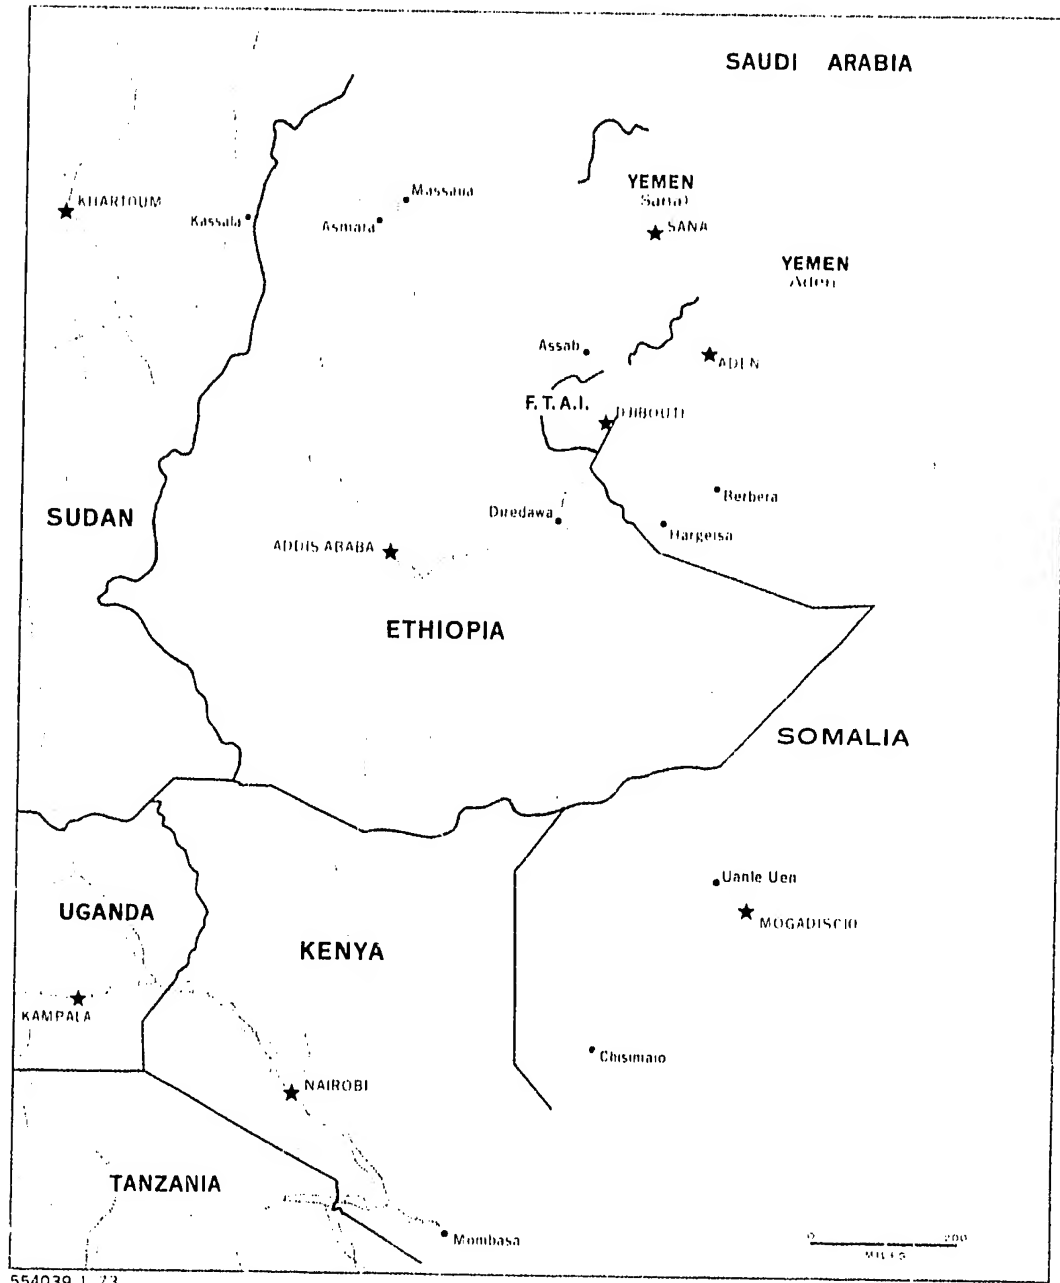 SAUDI ARABIA
YEMEN
(Sana)
KHARTOUM
Kassala
Massaua
Asmara
SANA
YEMEN
Aden
Assab
ADEN
F. T. A. I.
DJIBOUTI
Berbera
SUDAN
Diredawa
Hargeisa
ADDIS ABABA
ETHIOPIA
SOMALIA
Uanle Uen
UGANDA
MOGADISCIO
KENYA
KAMPALA
Chisimaio
NAIROBI
TANZANIA
0 200
MILES
Mombasa
554039 1-73